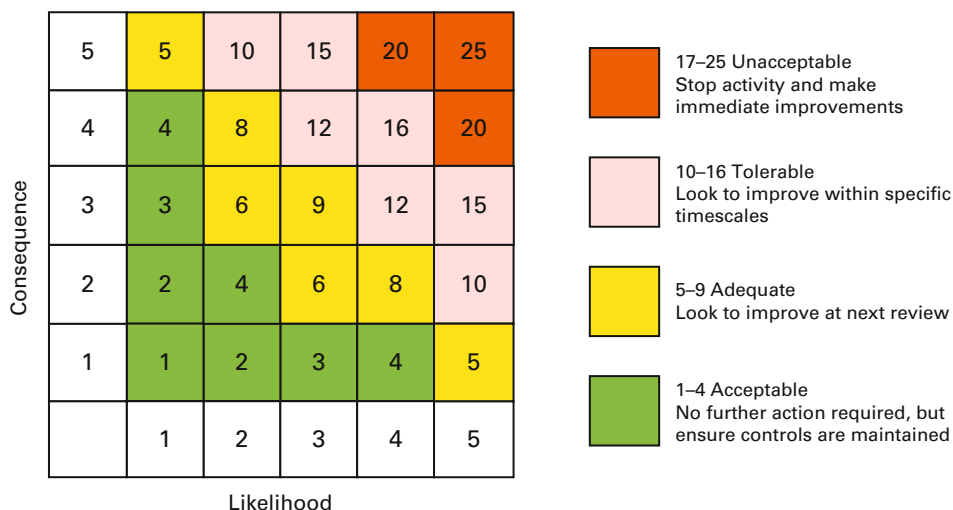 5 5 10 15 20 25
4 4 8 12 16 20
3 3 6 9 12 15
2 2 4 6 8 10
1 1 2 3 4 5
1 2 3 4 5
Consequence
Likelihood
17–25 Unacceptable
Stop activity and make
immediate improvements
10–16 Tolerable
Look to improve within specific
timescales
5–9 Adequate
Look to improve at next review
1–4 Acceptable
No further action required, but
ensure controls are maintained